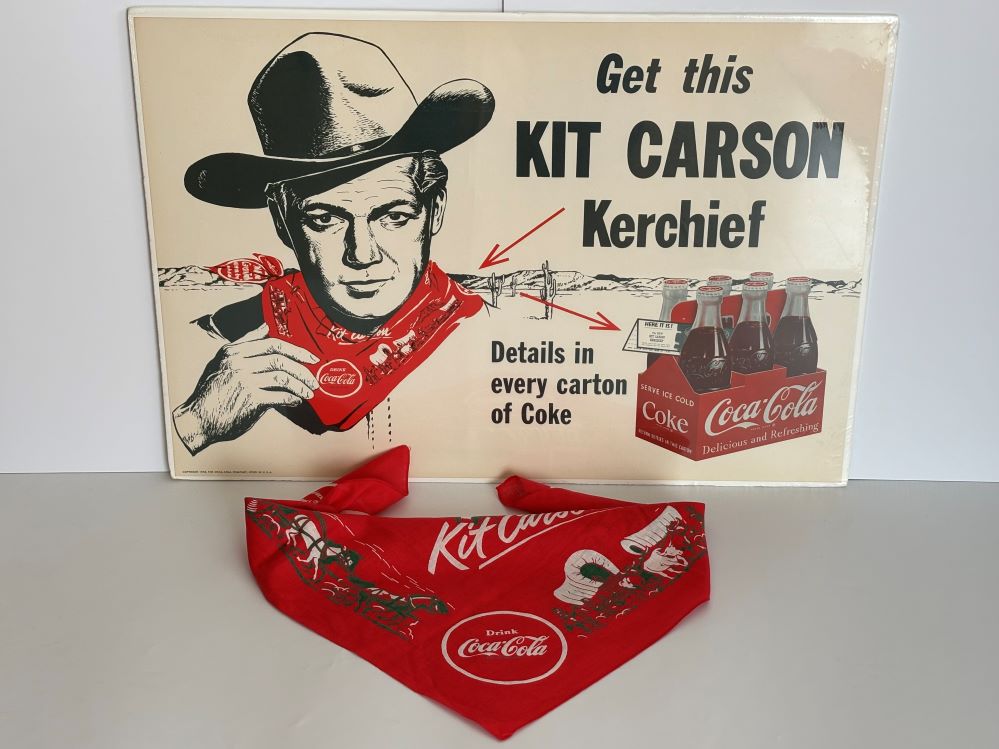 Get this
KIT CARSON
Kerchief
Kit Carson
DRINK
Coca-Cola
HERE IT IS!
Details in
every carton
of Coke
SERVE ICE COLD
Coke
Coca-Cola
Delicious and Refreshing
Kit Carson
Drink
Coca-Cola